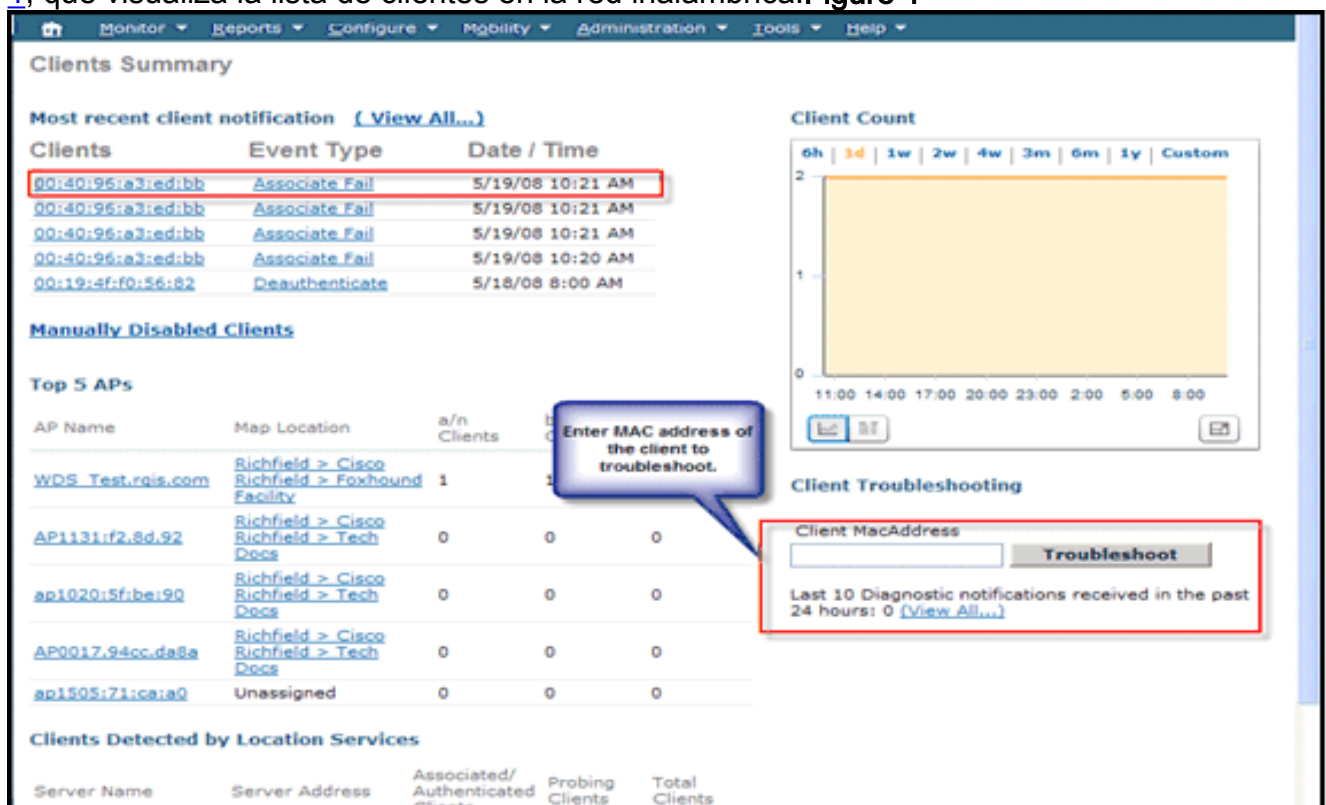 1, que visualiza la lista de clientes en la red inalámbrica.Figure 1
Monitor Reports Configure Mobility Administration Tools Help
Clients Summary
Most recent client notification ( View All...)
Clients Event Type Date / Time
00:40:96:a3:ed:bb Associate Fail 5/19/08 10:21 AM
00:40:96:a3:ed:bb Associate Fail 5/19/08 10:21 AM
00:40:96:a3:ed:bb Associate Fail 5/19/08 10:21 AM
00:40:96:a3:ed:bb Associate Fail 5/19/08 10:20 AM
00:19:4f:f0:56:82 Deauthenticate 5/18/08 8:00 AM
Manually Disabled Clients
Top 5 APs
AP Name Map Location a/n Clients
WDS_Test.rqis.com Richfield > Cisco Richfield > Foxhound Facility 1
AP1131:f2.8d.92 Richfield > Cisco Richfield > Tech Docs 0 0 0
ap1020:5f:be:90 Richfield > Cisco Richfield > Tech Docs 0 0 0
AP0017.94cc.da8a Richfield > Cisco Richfield > Tech Docs 0 0 0
ap1505:71:ca:a0 Unassigned 0 0 0
Clients Detected by Location Services
Server Name Server Address Associated/ Authenticated Clients Probing Clients Total Clients
Client Count
6h | 1d | 1w | 2w | 4w | 3m | 6m | 1y | Custom
2
1
0
11:00 14:00 17:00 20:00 23:00 2:00 5:00 8:00
Enter MAC address of
the client to
troubleshoot.
Client Troubleshooting
Client MacAddress
Troubleshoot
Last 10 Diagnostic notifications received in the past
24 hours: 0 (View All...)